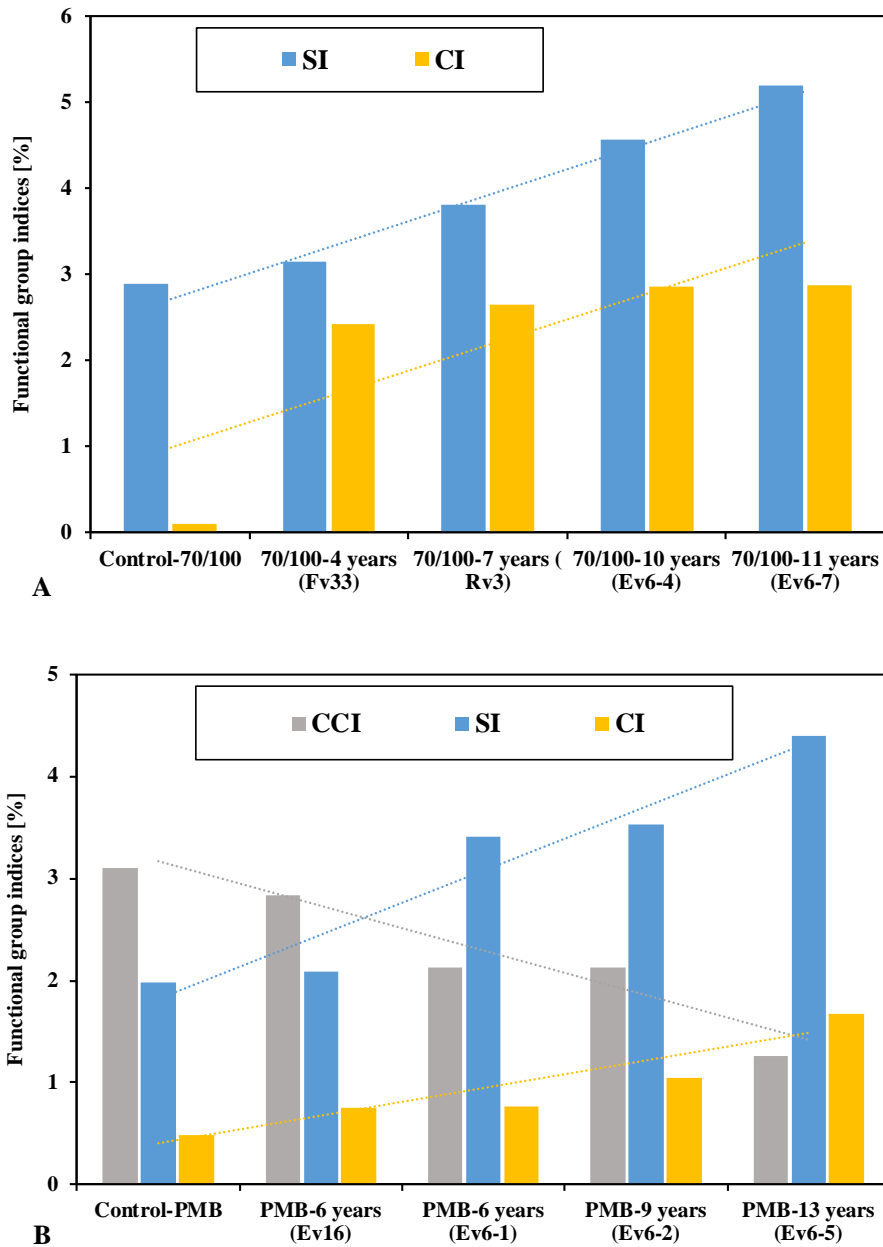 6
5
4
3
2
1
0
Functional group indices [%]
SI CI
Control-70/100 70/100-4 years 70/100-7 years ( 70/100-10 years 70/100-11 years
(Fv33) Rv3) (Ev6-4) (Ev6-7)
A
5
4
3
2
1
0
Functional group indices [%]
CCI SI CI
Control-PMB PMB-6 years PMB-6 years PMB-9 years PMB-13 years
(Ev16) (Ev6-1) (Ev6-2) (Ev6-5)
B